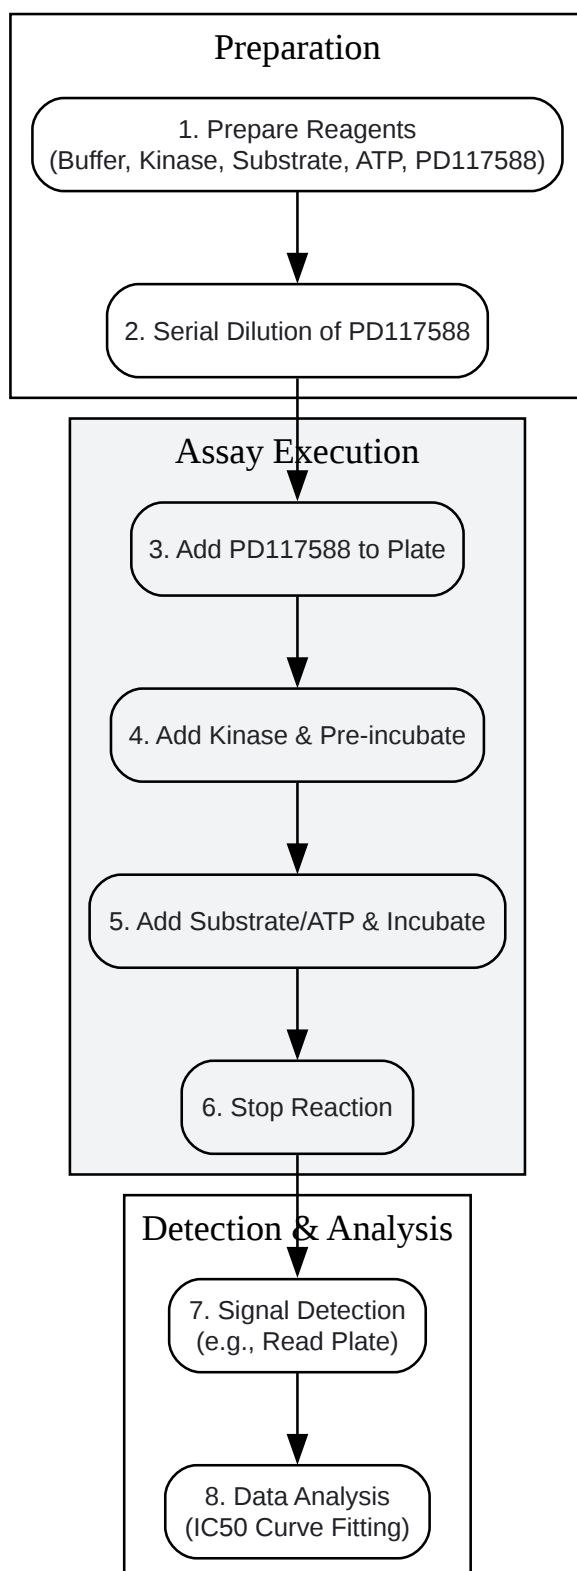 Preparation
1. Prepare Reagents
(Buffer, Kinase, Substrate, ATP, PD117588)
2. Serial Dilution of PD117588
Assay Execution
3. Add PD117588 to Plate
4. Add Kinase & Pre-incubate
5. Add Substrate/ATP & Incubate
6. Stop Reaction
Detection & Analysis
7. Signal Detection
(e.g., Read Plate)
8. Data Analysis
(IC50 Curve Fitting)